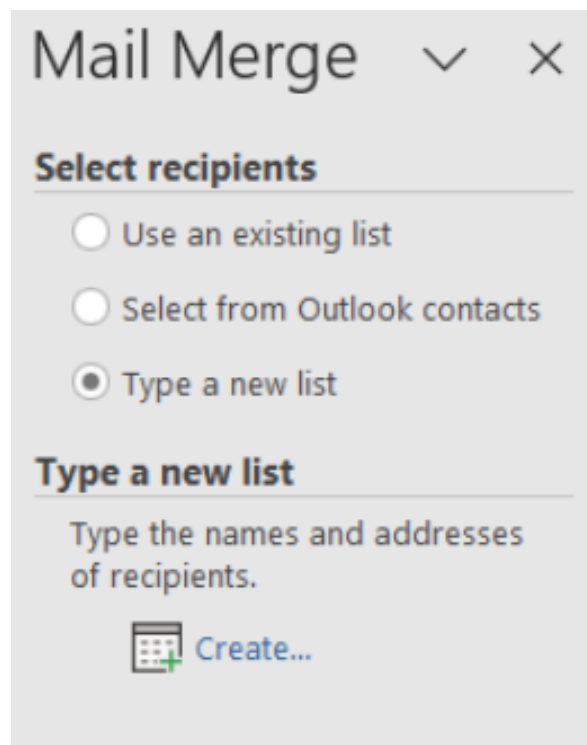 Mail Merge
Select recipients
Use an existing list
Select from Outlook contacts
Type a new list
Type a new list
Type the names and addresses
of recipients.
Create...